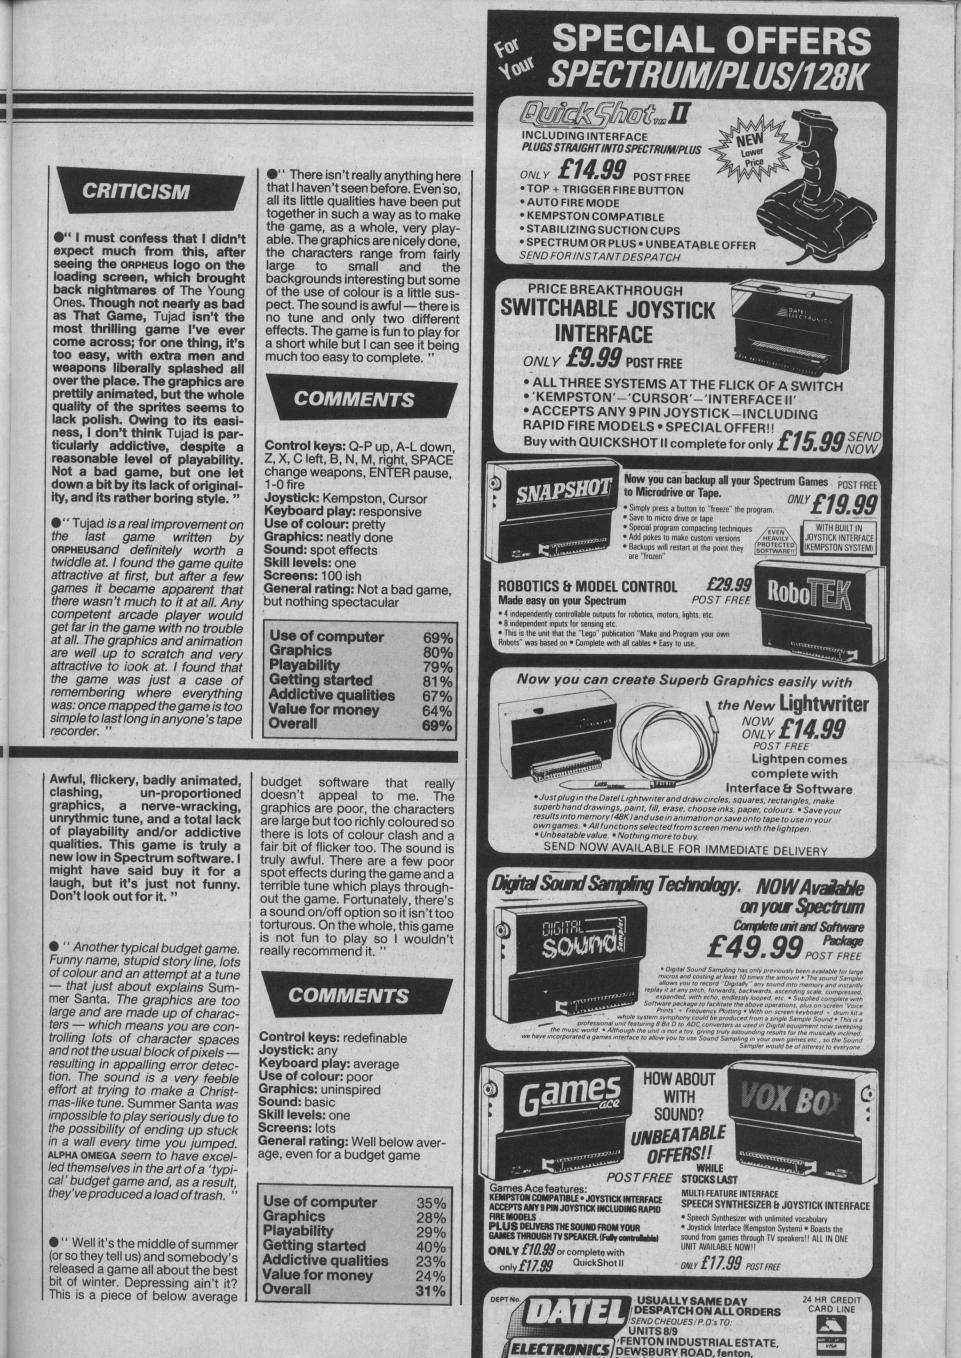 CRITICISM
●" I must confess that I didn't
expect much from this, after
seeing the ORPHEUS logo on the
loading screen, which brought
back nightmares of The Young
Ones. Though not nearly as bad
as That Game, Tujad isn't the
most thrilling game I've ever
come across; for one thing, it's
too easy, with extra men and
weapons liberally splashed all
over the place. The graphics are
prettily animated, but the whole
quality of the sprites seems to
lack polish. Owing to its easi-
ness, I don't think Tujad is par-
ticularly addictive, despite a
reasonable level of playability.
Not a bad game, but one let
down a bit by its lack of original-
ity, and its rather boring style. "
●" Tujad is a real improvement on
the last game written by
ORPHEUSand definitely worth a
twiddle at. I found the game quite
attractive at first, but after a few
games it became apparent that
there wasn't much to it at all. Any
competent arcade player would
get far in the game with no trouble
at all. The graphics and animation
are well up to scratch and very
attractive to look at. I found that
the game was just a case of
remembering where everything
was: once mapped the game is too
simple to last long in anyone's tape
recorder. "
●" There isn't really anything here
that I haven't seen before. Even so,
all its little qualities have been put
together in such a way as to make
the game, as a whole, very play-
able. The graphics are nicely done,
the characters range from fairly
large to small and the
backgrounds interesting but some
of the use of colour is a little sus-
pect. The sound is awful — there is
no tune and only two different
effects. The game is fun to play for
a short while but I can see it being
much too easy to complete. "
COMMENTS
Control keys: Q-P up, A-L down,
Z, X, C left, B, N, M, right, SPACE
change weapons, ENTER pause,
1-0 fire
Joystick: Kempston, Cursor
Keyboard play: responsive
Use of colour: pretty
Graphics: neatly done
Sound: spot effects
Skill levels: one
Screens: 100 ish
General rating: Not a bad game,
but nothing spectacular
Use of computer 69%
Graphics 80%
Playability 79%
Getting started 81%
Addictive qualities 67%
Value for money 64%
Overall 69%
Awful, flickery, badly animated,
clashing, un-proportioned
graphics, a nerve-wracking,
unrythmic tune, and a total lack
of playability and/or addictive
qualities. This game is truly a
new low in Spectrum software. I
might have said buy it for a
laugh, but it's just not funny.
Don't look out for it. "
● " Another typical budget game.
Funny name, stupid story line, lots
of colour and an attempt at a tune
— that just about explains Sum-
mer Santa. The graphics are too
large and are made up of charac-
ters — which means you are con-
trolling lots of character spaces
and not the usual block of pixels —
resulting in appalling error detec-
tion. The sound is a very feeble
effort at trying to make a Christ-
mas-like tune. Summer Santa was
impossible to play seriously due to
the possibility of ending up stuck
in a wall every time you jumped.
ALPHA OMEGA seem to have excel-
led themselves in the art of a 'typi-
cal' budget game and, as a result,
they've produced a load of trash. "
● " Well it's the middle of summer
(or so they tell us) and somebody's
released a game all about the best
bit of winter. Depressing ain't it?
This is a piece of below average
budget software that really
doesn't appeal to me. The
graphics are poor, the characters
are large but too richly coloured so
there is lots of colour clash and a
fair bit of flicker too. The sound is
truly awful. There are a few poor
spot effects during the game and a
terrible tune which plays through-
out the game. Fortunately, there's
a sound on/off option so it isn't too
torturous. On the whole, this game
is not fun to play so I wouldn't
really recommend it. "
COMMENTS
Control keys: redefinable
Joystick: any
Keyboard play: average
Use of colour: poor
Graphics: uninspired
Sound: basic
Skill levels: one
Screens: lots
General rating: Well below aver-
age, even for a budget game
Use of computer 35%
Graphics 28%
Playability 29%
Getting started 40%
Addictive qualities 23%
Value for money 24%
Overall 31%
For Your
SPECIAL OFFERS
SPECTRUM/PLUS/128K
QuickShot TM II
INCLUDING INTERFACE
PLUGS STRAIGHT INTO SPECTRUM/PLUS
NEW Lower Price
ONLY £14.99 POST FREE
• TOP + TRIGGER FIRE BUTTON
• AUTO FIRE MODE
• KEMPSTON COMPATIBLE
• STABILIZING SUCTION CUPS
• SPECTRUM OR PLUS • UNBEATABLE OFFER
SEND FOR INSTANT DESPATCH
PRICE BREAKTHROUGH
SWITCHABLE JOYSTICK
INTERFACE
DATEL ELECTRONICS
ONLY £9.99 POST FREE
• ALL THREE SYSTEMS AT THE FLICK OF A SWITCH
• 'KEMPSTON'—'CURSOR'—'INTERFACE II'
• ACCEPTS ANY 9 PIN JOYSTICK—INCLUDING
RAPID FIRE MODELS • SPECIAL OFFER!!
Buy with QUICKSHOT II complete for only £15.99 SEND NOW
SNAPSHOT
Now you can backup all your Spectrum Games
to Microdrive or Tape.
POST FREE
ONLY £19.99
• Simply press a button to "freeze" the program.
• Save to micro drive or tape
• Special program compacting techniques
• Add pokes to make custom versions
• Backups will restart at the point they
are "frozen"
EVEN HEAVILY PROTECTED SOFTWARE!!
WITH BUILT IN
JOYSTICK INTERFACE
(KEMPSTON SYSTEM)
ROBOTICS & MODEL CONTROL £29.99
Made easy on your Spectrum POST FREE
RoboTEK
• 4 independently controllable outputs for robotics, motors, lights, etc.
• 8 independent inputs for sensing etc.
• This is the unit that the "Lego" publication "Make and Program your own
Robots" was based on • Complete with all cables • Easy to use.
Now you can create Superb Graphics easily with
the New Lightwriter
NOW ONLY £14.99
POST FREE
Lightpen comes
complete with
Interface & Software
• Just plug in the Datel Lightwriter and draw circles, squares, rectangles, make
superb hand drawings, paint, fill, erase, choose inks, paper, colours. • Save your
results into memory (48K) and use in animation or save onto tape to use in your
own games. • All functions selected from screen menu with the lightpen.
• Unbeatable value. • Nothing more to buy.
SEND NOW AVAILABLE FOR IMMEDIATE DELIVERY
Digital Sound Sampling Technology. NOW Available
on your Spectrum
Complete unit and Software
Package
£49.99 POST FREE
DIGITAL sound Sampler
• Digital Sound Sampling has only previously been available for large
micros and costing at least 10 times the amount • The sound Sampler
allows you to record "Digitally" any sound into memory and instantly
replay it at any pitch, forwards, backwards, ascending scale, compressed,
expanded, with echo, endlessly looped, etc. • Supplied complete with
Software package to facilitate the above operations, plus on-screen 'Voice
Prints' + Frequency Plotting • With on screen keyboard + drum kit a
whole system symphony could be produced from a single Sample Sound • This is a
professional unit featuring 8 Bit D to ADC converters as used in Digital equipment now sweeping
the music world. • Although the unit is not a toy, giving truly astounding results for the musically inclined,
we have incorporated a games interface to allow you to use Sound Sampling in your own games etc., so the Sound
Sampler would be of interest to everyone.
Games ace
HOW ABOUT
WITH
SOUND?
UNBEATABLE
OFFERS!!
POST FREE
WHILE
STOCKS LAST
VOX BOX
Games Ace features:
KEMPSTON COMPATIBLE • JOYSTICK INTERFACE
ACCEPTS ANY 9 PIN JOYSTICK INCLUDING RAPID
FIRE MODELS
PLUS DELIVERS THE SOUND FROM YOUR
GAMES THROUGH TV SPEAKER. (Fully controllable)
ONLY £10.99 or complete with
only £17.99 QuickShot II
MULTI-FEATURE INTERFACE
SPEECH SYNTHESIZER & JOYSTICK INTERFACE
• Speech Synthesizer with unlimited vocabulary
• Joystick Interface (Kempston System) • Boasts the
sound from games through TV speakers!! ALL IN ONE
UNIT AVAILABLE NOW!!
ONLY £17.99 POST FREE
DEPT No.
DATEL
ELECTRONICS
USUALLY SAME DAY
DESPATCH ON ALL ORDERS
SEND CHEQUES/P.O's TO:
UNITS 8/9
FENTON INDUSTRIAL ESTATE,
DEWSBURY ROAD, fenton,
24 HR CREDIT
CARD LINE
VISA